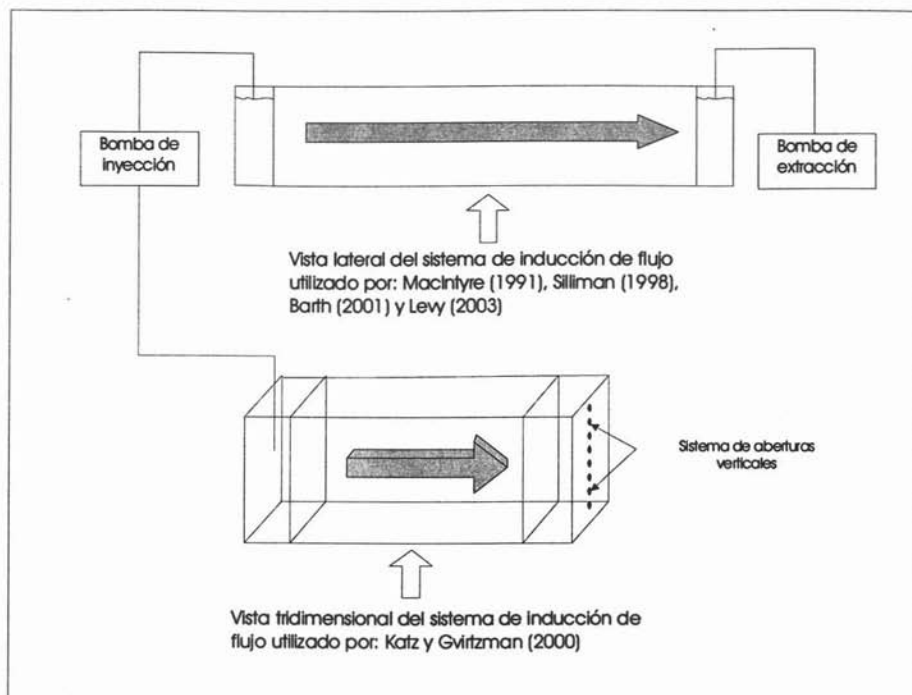 Bomba de
inyección
Bomba de
extracción
Vista lateral del sistema de inducción de flujo
utilizado por: MacIntyre (1991), Silliman (1998),
Barth (2001) y Levy (2003)
Sistema de aberturas
verticales
Vista tridimensional del sistema de inducción de
flujo utilizado por: Katz y Gvirtzman (2000)